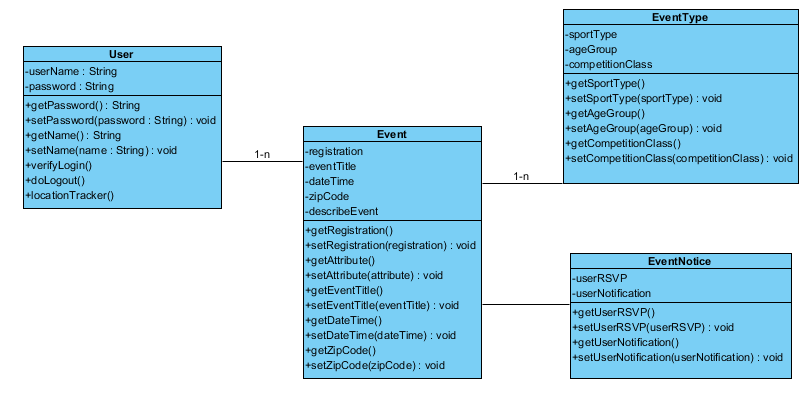 User
-userName : String
-password : String
+getPassword() : String
+setPassword(password : String) : void
+getName() : String
+setName(name : String) : void
+verifyLogin()
+doLogout()
+locationTracker()
1-n
Event
-registration
-eventTitle
-dateTime
-zipCode
-describeEvent
+getRegistration()
+setRegistration(registration) : void
+getAttribute()
+setAttribute(attribute) : void
+getEventTitle()
+setEventTitle(eventTitle) : void
+getDateTime()
+setDateTime(dateTime) : void
+getZipCode()
+setZipCode(zipCode) : void
1-n
EventType
-sportType
-ageGroup
-competitionClass
+getSportType()
+setSportType(sportType) : void
+getAgeGroup()
+setAgeGroup(ageGroup) : void
+getCompetitionClass()
+setCompetitionClass(competitionClass) : void
EventNotice
-userRSVP
-userNotification
+getUserRSVP()
+setUserRSVP(userRSVP) : void
+getUserNotification()
+setUserNotification(userNotification) : void